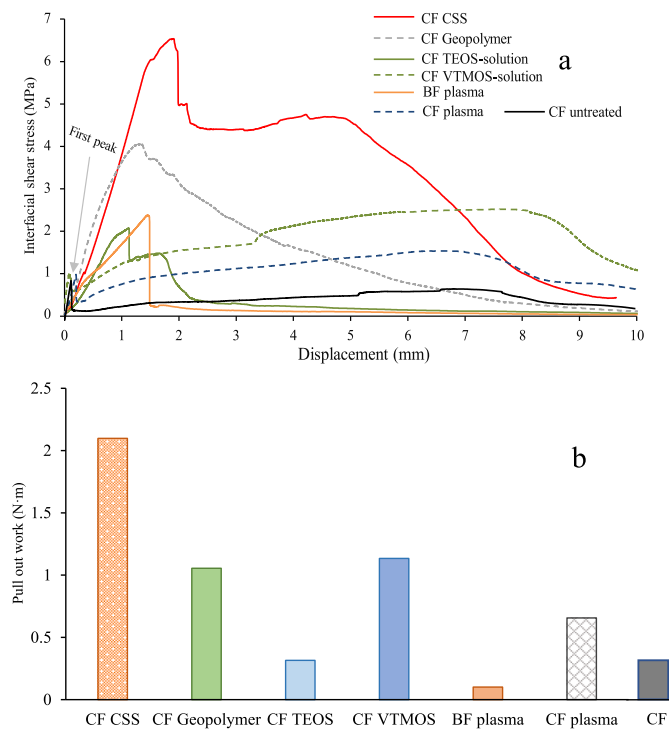 7
6
5
4
3
2
1
0
Interfacial shear stress (MPa)
First peak
CF CSS
CF Geopolymer
CF TEOS-solution
CF VTMOS-solution
BF plasma
CF plasma
CF untreated
a
0 1 2 3 4 5 6 7 8 9 10
Displacement (mm)
2.5
2
1.5
1
0.5
0
Pull out work (N·m)
b
CF CSS CF Geopolymer CF TEOS CF VTMOS BF plasma CF plasma CF